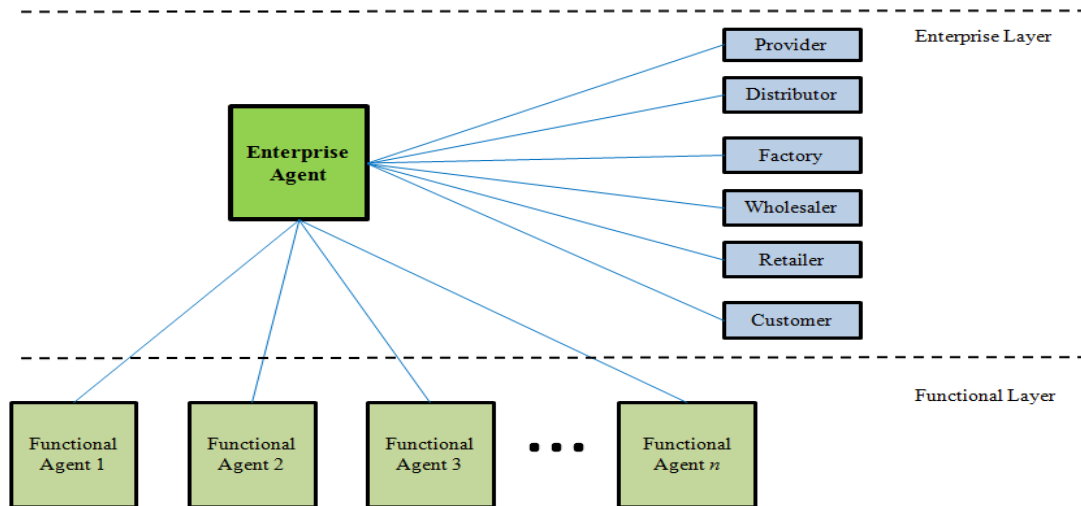 Provider
Enterprise Layer
Distributor
Enterprise
Agent
Factory
Wholesaler
Retailer
Customer
Functional Layer
Functional
Agent 1
Functional
Agent 2
Functional
Agent 3
...
Functional
Agent n